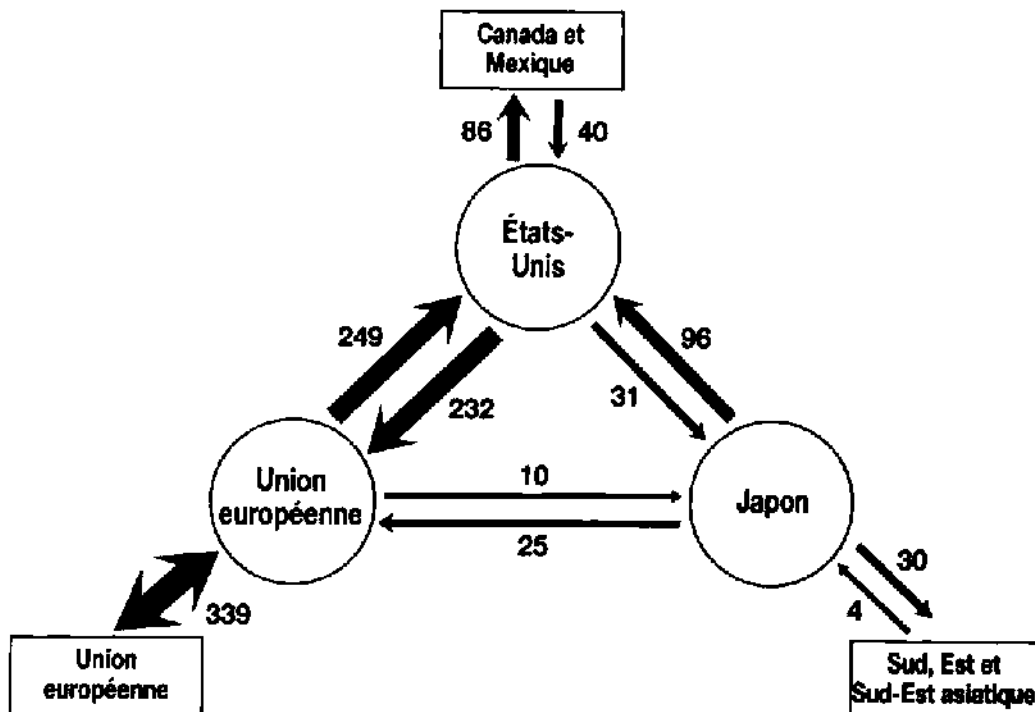 Canada et
Mexique
86
40
États-
Unis
249
96
232
31
Union
européenne
10
Japon
25
30
339
4
Union
européenne
Sud, Est et
Sud-Est asiatique